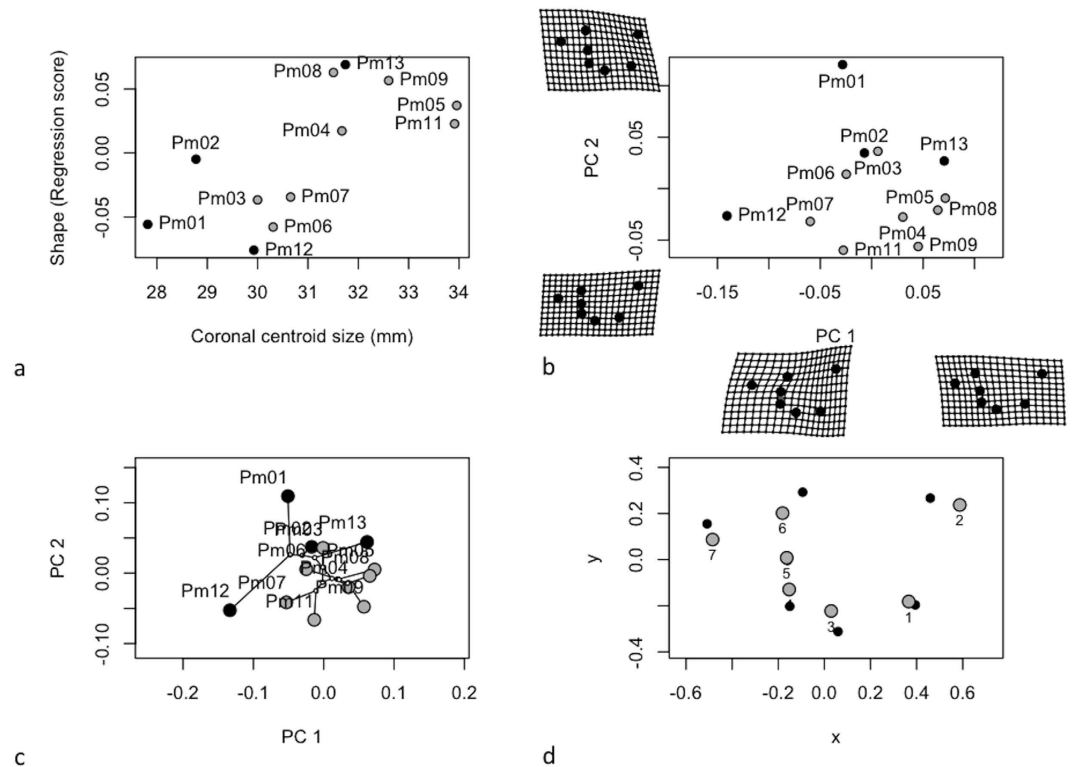 Shape (Regression score)
0.05
0.00
-0.05
Pm08
Pm13
Pm09
Pm05
Pm11
Pm04
Pm02
Pm03
Pm07
Pm01
Pm06
Pm12
28 29 30 31 32 33 34
Coronal centroid size (mm)
a
PC 2
0.05
-0.05
Pm01
Pm02
Pm13
Pm06
Pm03
Pm05
Pm12
Pm07
Pm08
Pm04
Pm11
Pm09
-0.15 -0.05 0.05
PC 1
b
PC 2
0.10
0.00
-0.10
Pm01
Pm02
Pm03
Pm13
Pm06
Pm05
Pm08
Pm04
Pm07
Pm09
Pm12
Pm11
-0.2 -0.1 0.0 0.1 0.2
PC 1
c
y
0.4
0.2
0.0
-0.4
2
6
7
5
1
3
-0.6 -0.2 0.0 0.2 0.4 0.6
x
d